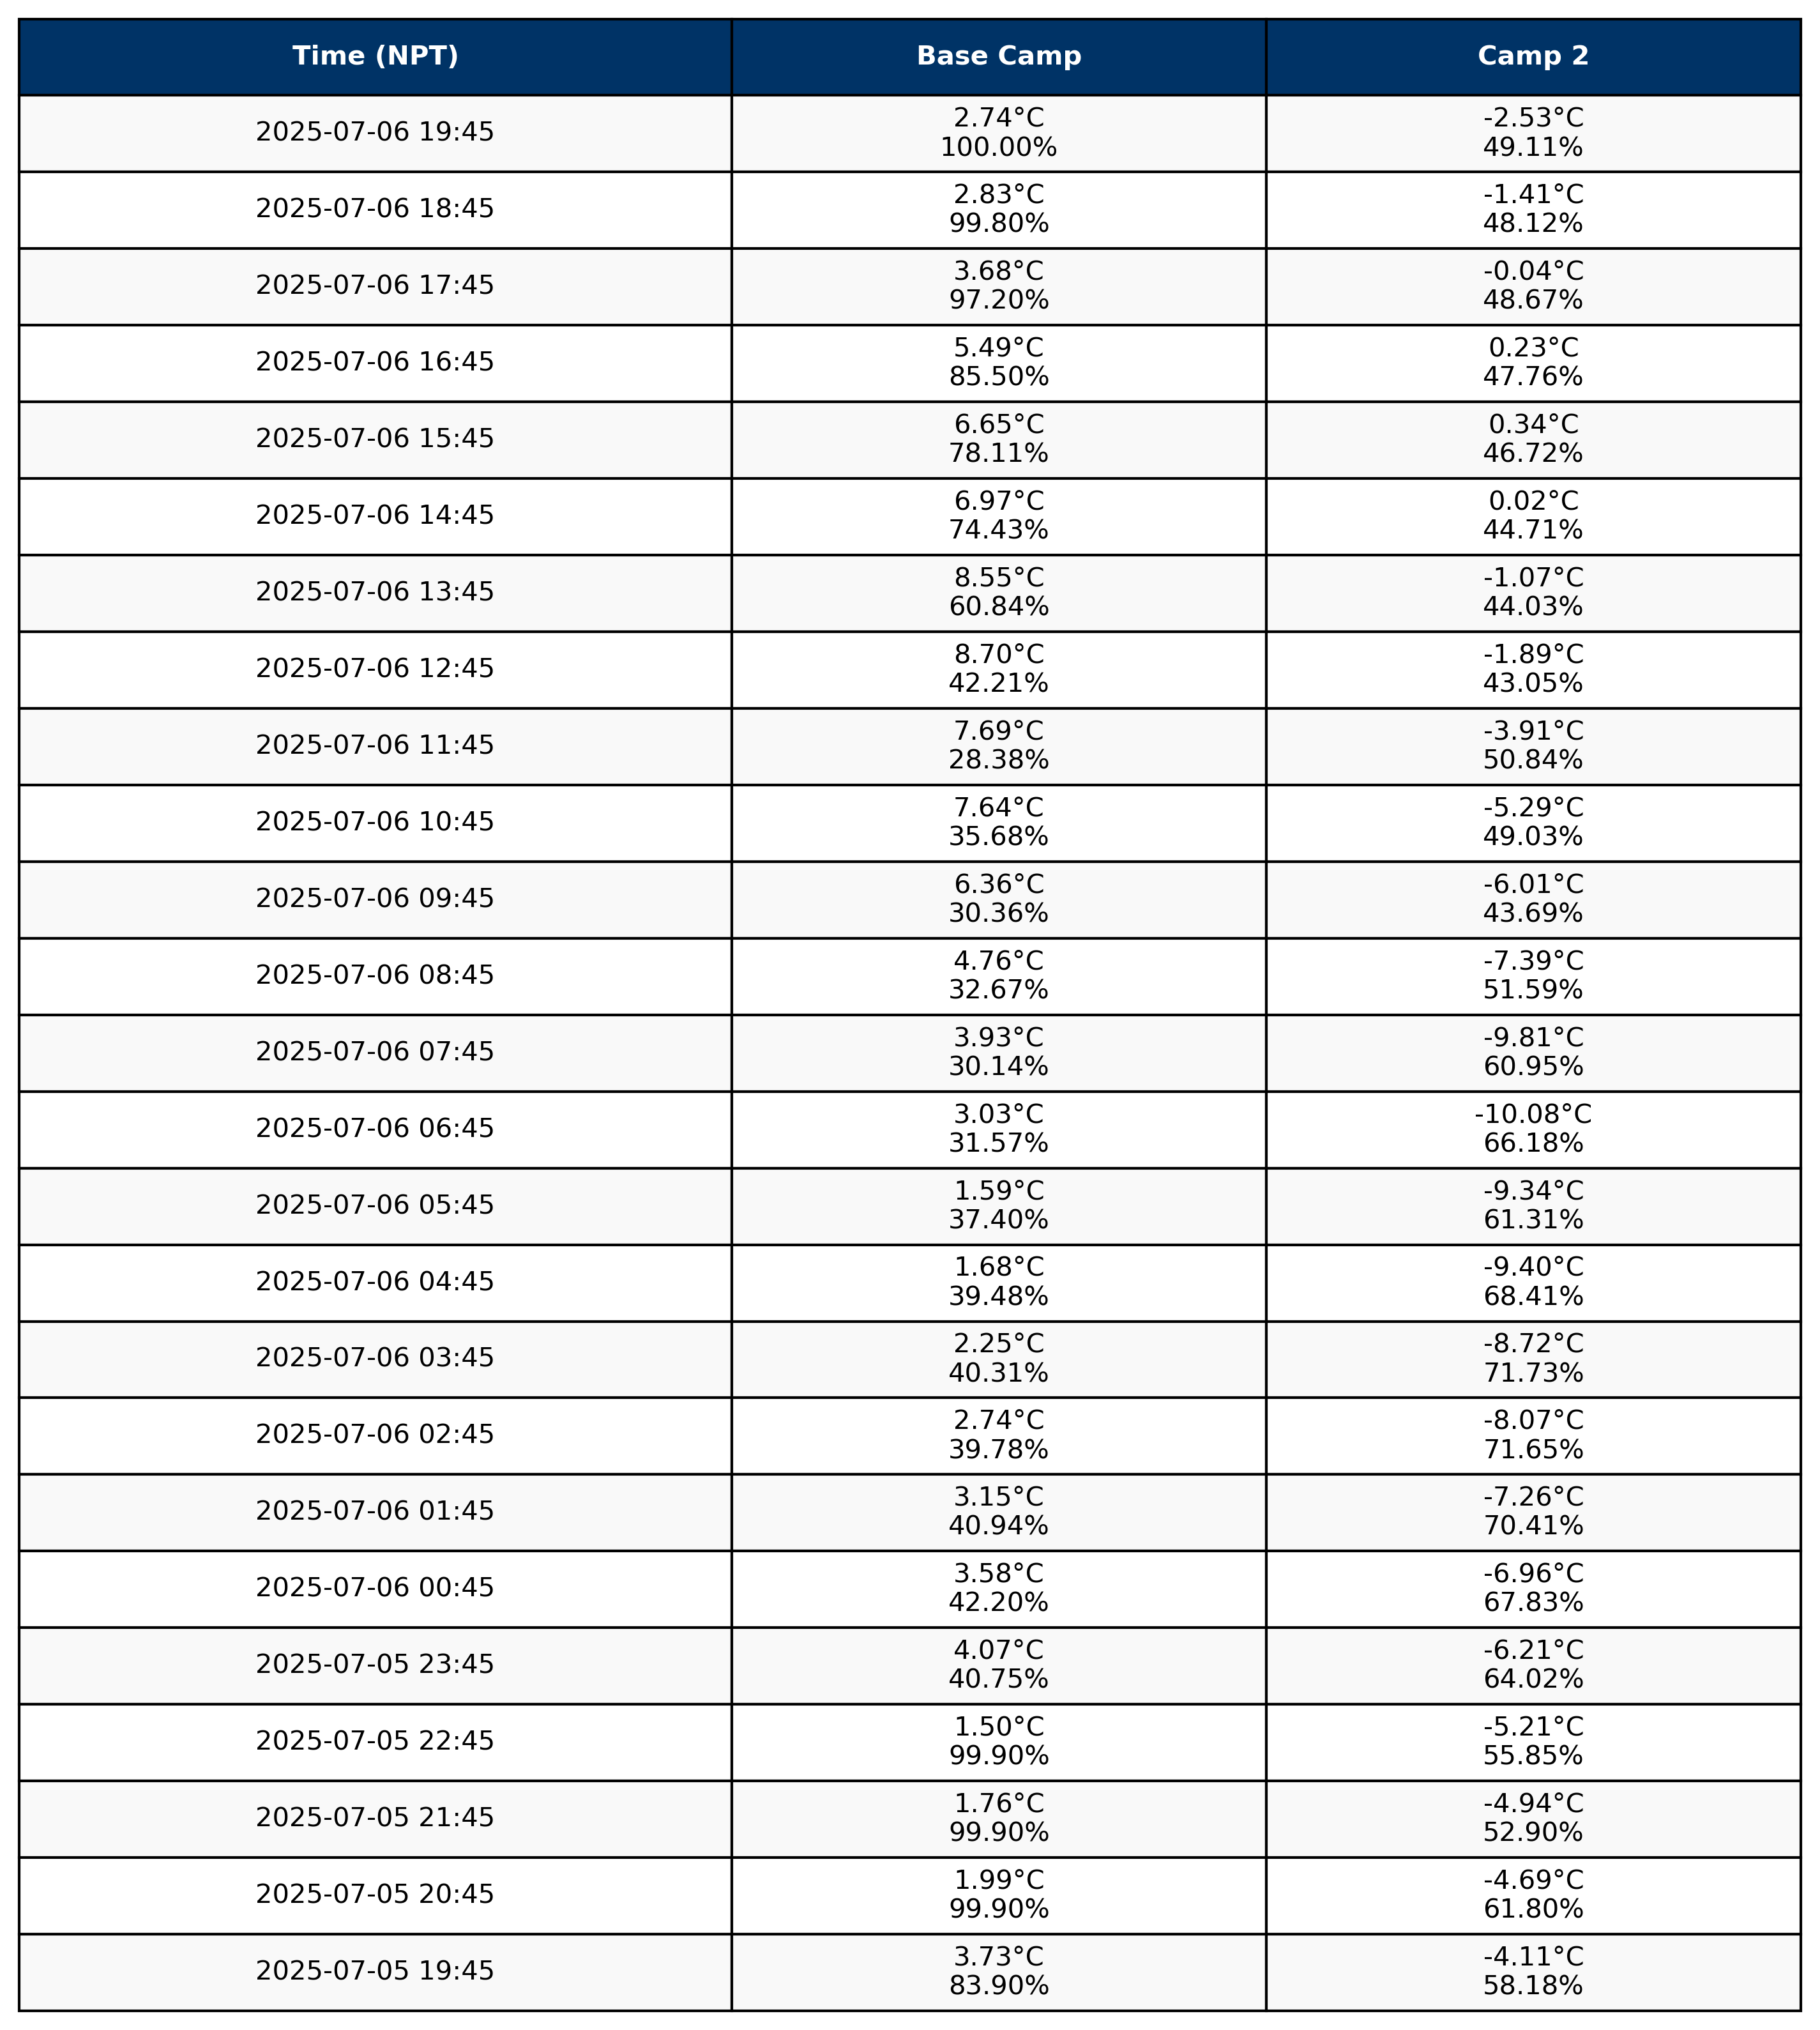 Time (NPT) Base Camp Camp 2
2025-07-06 19:45 2.74°C -2.53°C
100.00% 49.11%
2025-07-06 18:45 2.83°C -1.41°C
99.80% 48.12%
2025-07-06 17:45 3.68°C -0.04°C
97.20% 48.67%
2025-07-06 16:45 5.49°C 0.23°C
85.50% 47.76%
2025-07-06 15:45 6.65°C 0.34°C
78.11% 46.72%
2025-07-06 14:45 6.97°C 0.02°C
74.43% 44.71%
2025-07-06 13:45 8.55°C -1.07°C
60.84% 44.03%
2025-07-06 12:45 8.70°C -1.89°C
42.21% 43.05%
2025-07-06 11:45 7.69°C -3.91°C
28.38% 50.84%
2025-07-06 10:45 7.64°C -5.29°C
35.68% 49.03%
2025-07-06 09:45 6.36°C -6.01°C
30.36% 43.69%
2025-07-06 08:45 4.76°C -7.39°C
32.67% 51.59%
2025-07-06 07:45 3.93°C -9.81°C
30.14% 60.95%
2025-07-06 06:45 3.03°C -10.08°C
31.57% 66.18%
2025-07-06 05:45 1.59°C -9.34°C
37.40% 61.31%
2025-07-06 04:45 1.68°C -9.40°C
39.48% 68.41%
2025-07-06 03:45 2.25°C -8.72°C
40.31% 71.73%
2025-07-06 02:45 2.74°C -8.07°C
39.78% 71.65%
2025-07-06 01:45 3.15°C -7.26°C
40.94% 70.41%
2025-07-06 00:45 3.58°C -6.96°C
42.20% 67.83%
2025-07-05 23:45 4.07°C -6.21°C
40.75% 64.02%
2025-07-05 22:45 1.50°C -5.21°C
99.90% 55.85%
2025-07-05 21:45 1.76°C -4.94°C
99.90% 52.90%
2025-07-05 20:45 1.99°C -4.69°C
99.90% 61.80%
2025-07-05 19:45 3.73°C -4.11°C
83.90% 58.18%